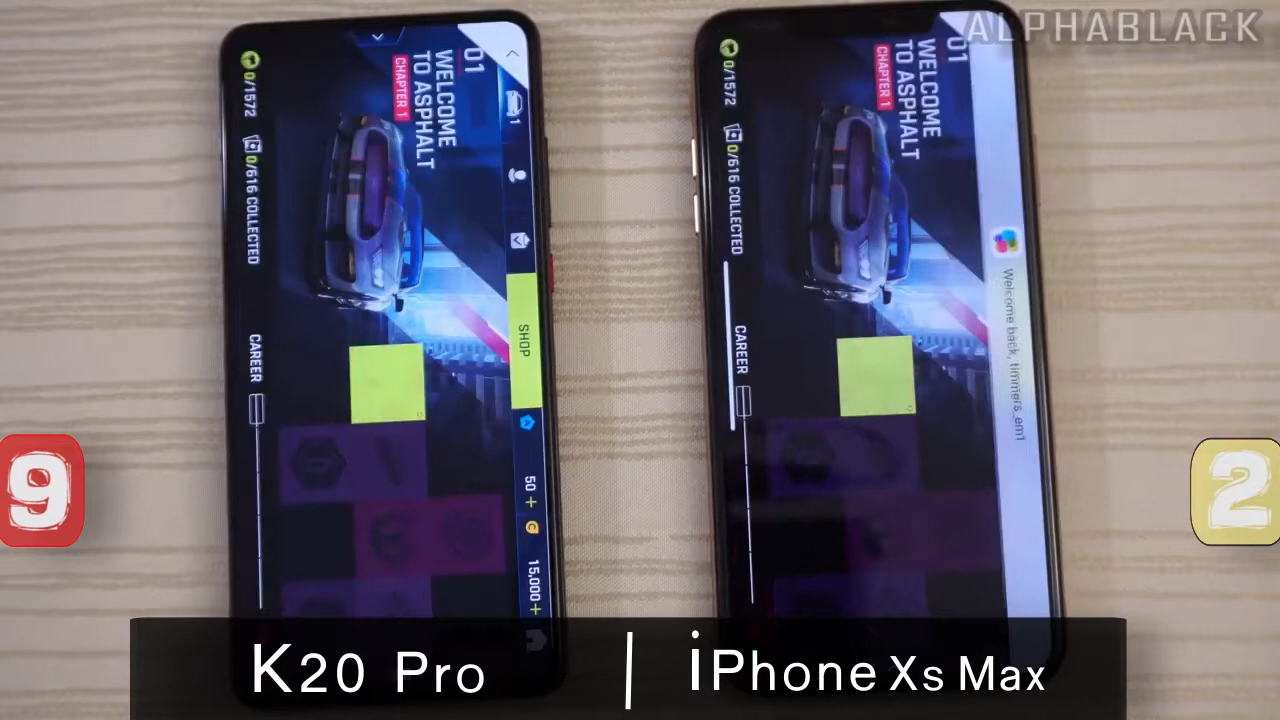 ALPHABLACK
01
WELCOME
TO ASPHALT
CHAPTER 1
0/1572
0/616 COLLECTED
CAREER
1
SHOP
50 +
15,000 +
01
WELCOME
TO ASPHALT
CHAPTER 1
0/1572
0/616 COLLECTED
CAREER
Welcome back, timmers_em1
9
2
K20 Pro | iPhone Xs Max